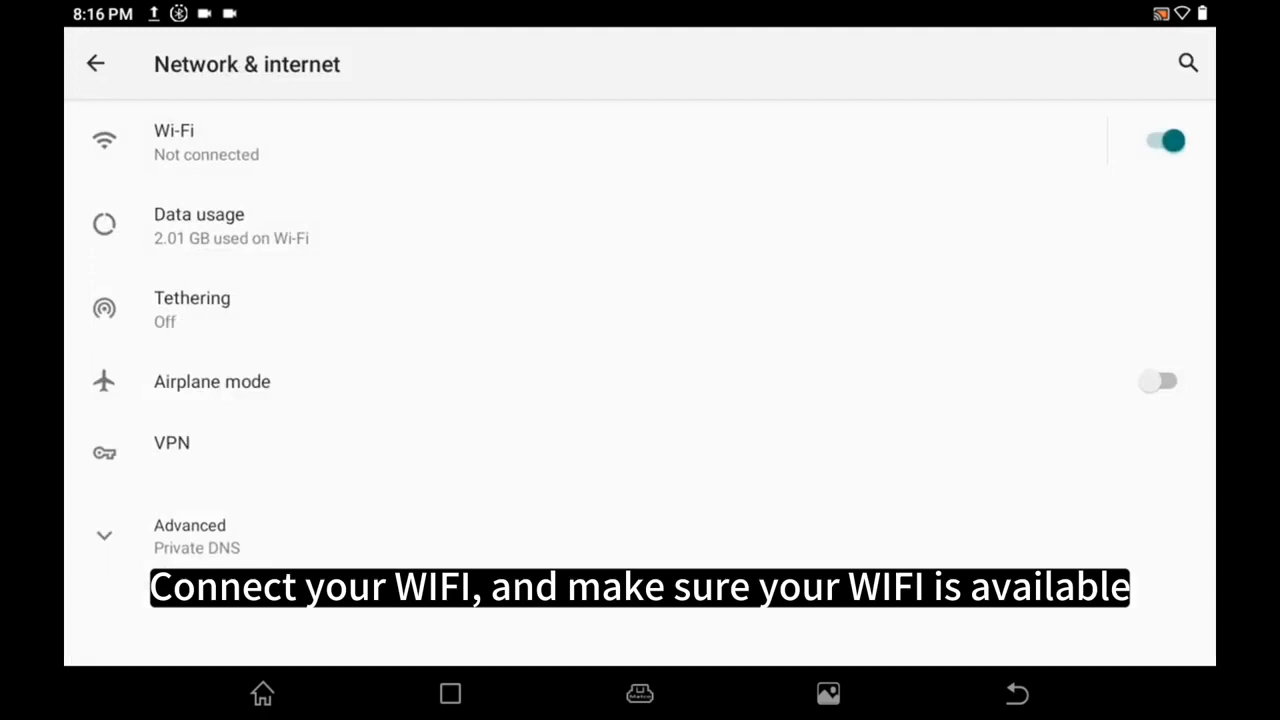 8:16 PM
Network & internet
Wi-Fi
Not connected
Data usage
2.01 GB used on Wi-Fi
Tethering
Off
Airplane mode
VPN
Advanced
Private DNS
Connect your WIFI, and make sure your WIFI is available